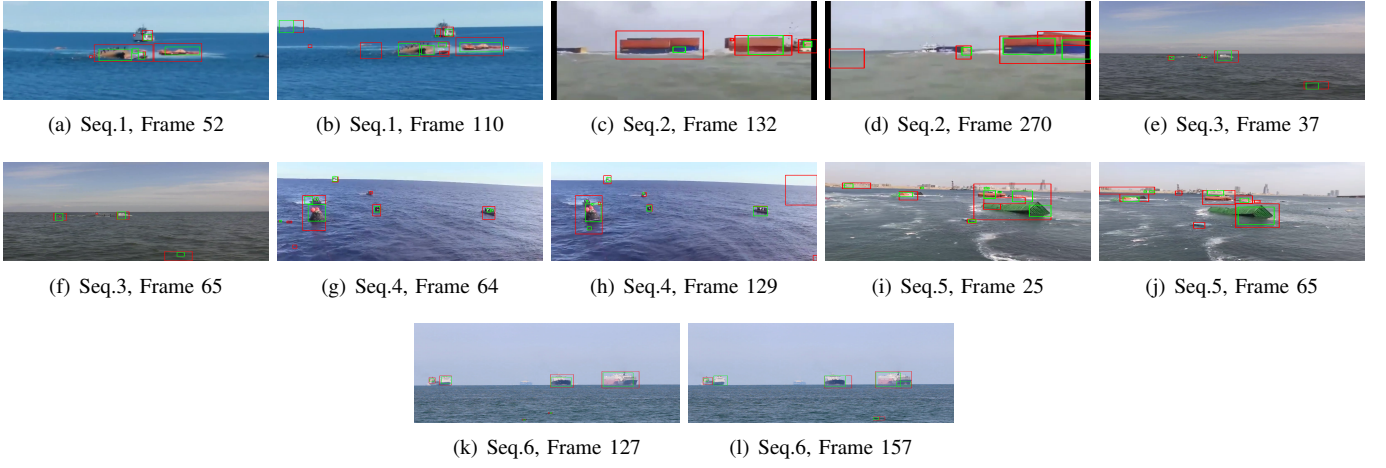 (a) Seq.1, Frame 52
(b) Seq.1, Frame 110
(c) Seq.2, Frame 132
(d) Seq.2, Frame 270
(e) Seq.3, Frame 37
(f) Seq.3, Frame 65
(g) Seq.4, Frame 64
(h) Seq.4, Frame 129
(i) Seq.5, Frame 25
(j) Seq.5, Frame 65
(k) Seq.6, Frame 127
(l) Seq.6, Frame 157